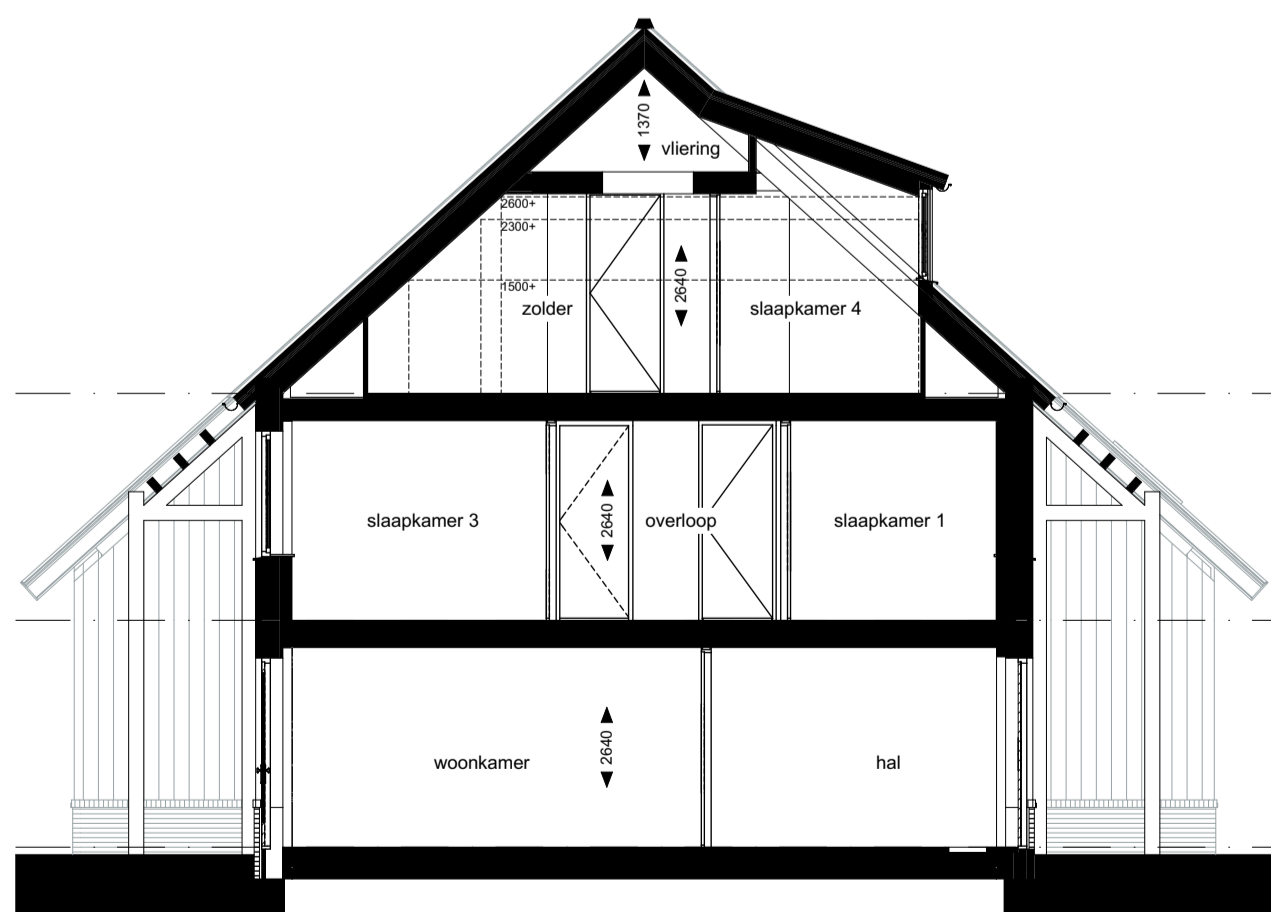 1370
vliering
2600+
2300+
1500+
2640
zolder
slaapkamer 4
slaapkamer 3
2640
overloop
slaapkamer 1
2640
woonkamer
hal